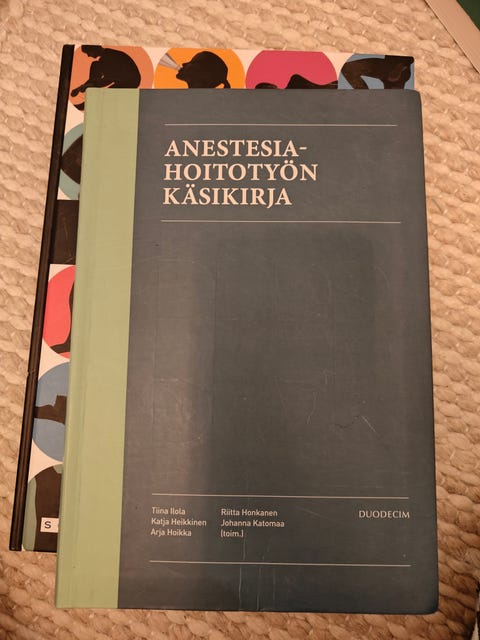 ANESTESIA-
HOITOTYÖN
KÄSIKIRJA
Tiina Ilola
Katja Heikkinen
Arja Hoikka
Riitta Honkanen
Johanna Katomaa
(toim.)
DUODECIM
S